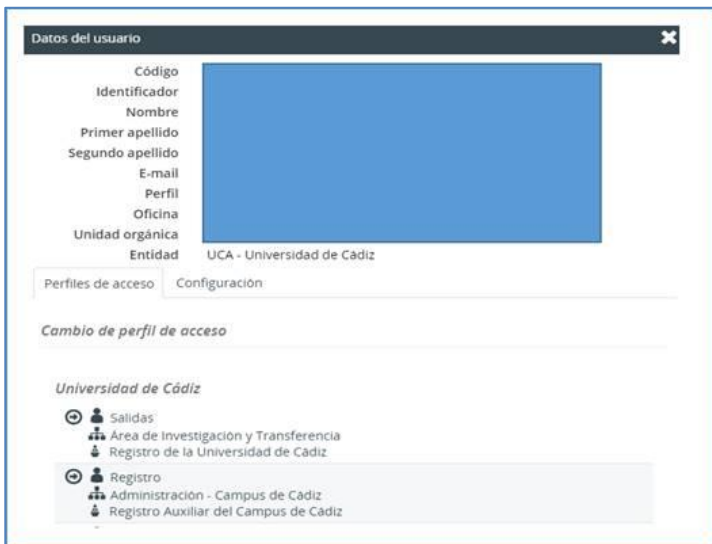 Datos del usuario
Código
Identificador
Nombre
Primer apellido
Segundo apellido
E-mail
Perfil
Oficina
Unidad orgánica
Entidad UCA - Universidad de Cádiz
Perfiles de acceso Configuración
Cambio de perfil de acceso
Universidad de Cádiz
Salidas
Área de Investigación y Transferencia
Registro de la Universidad de Cádiz
Registro
Administración - Campus de Cádiz
Registro Auxiliar del Campus de Cádiz